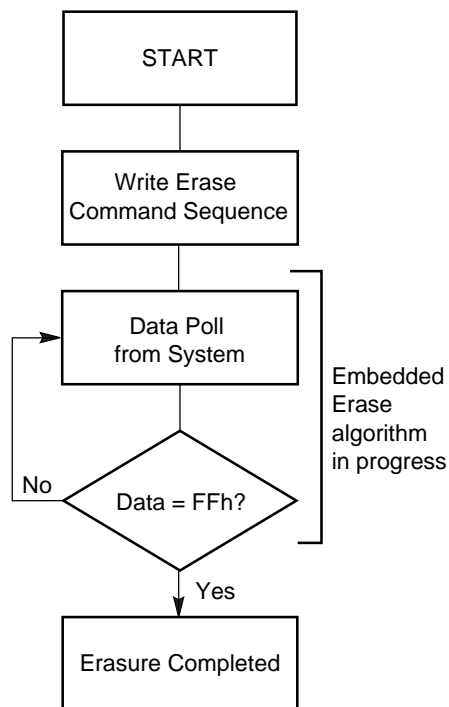 START
Write Erase
Command Sequence
Data Poll
from System
Embedded
Erase
algorithm
in progress
No
Data = FFh?
Yes
Erasure Completed